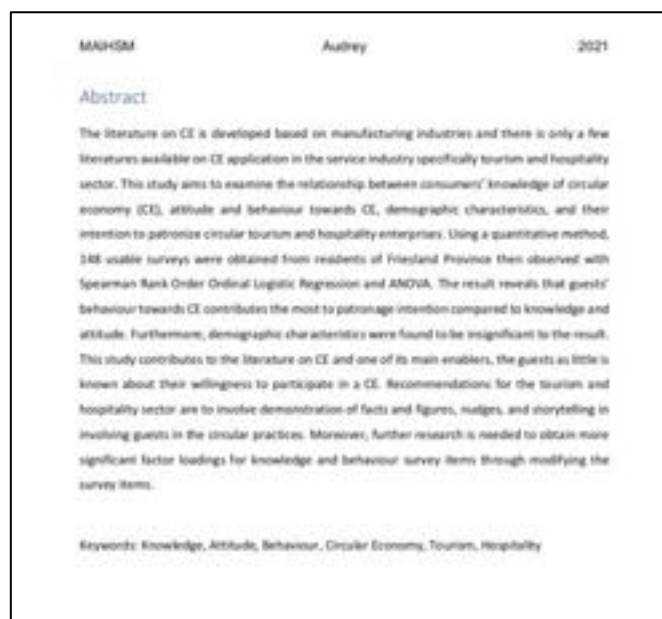 MAIHSM Audrey 2021
Abstract
The literature on CE is developed based on manufacturing industries and there is only a few
literatures available on CE application in the service industry specifically tourism and hospitality
sector. This study aims to examine the relationship between consumers' knowledge of circular
economy (CE), attitude and behaviour towards CE, demographic characteristics, and their
intention to patronize circular tourism and hospitality enterprises. Using a quantitative method,
148 usable surveys were obtained from residents of Friesland Province then observed with
Spearman Rank Order Ordinal Logistic Regression and ANOVA. The result reveals that guests'
behaviour towards CE contributes the most to patronage intention compared to knowledge and
attitude. Furthermore, demographic characteristics were found to be insignificant to the result.
This study contributes to the literature on CE and one of its main enablers, the guests as little is
known about their willingness to participate in a CE. Recommendations for the tourism and
hospitality sector are to involve demonstration of facts and figures, nudges, and storytelling in
involving guests in the circular practices. Moreover, further research is needed to obtain more
significant factor loadings for knowledge and behaviour survey items through modifying the
survey items.
Keywords: Knowledge, Attitude, Behaviour, Circular Economy, Tourism, Hospitality